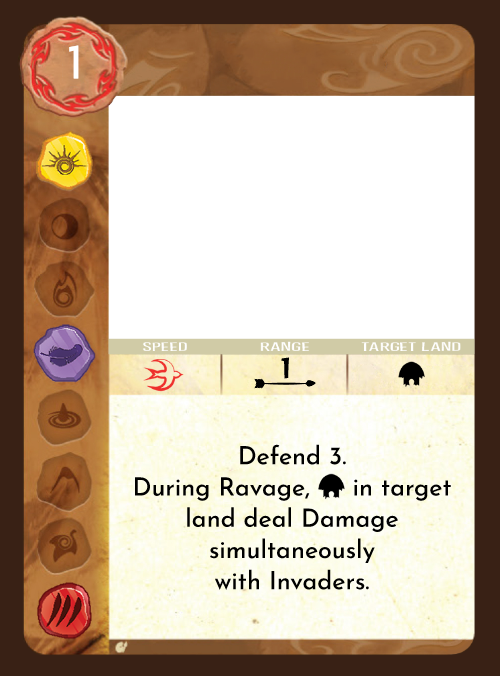 1
SPEED RANGE TARGET LAND
1
Defend 3.
During Ravage, in target
land deal Damage
simultaneously
with Invaders.